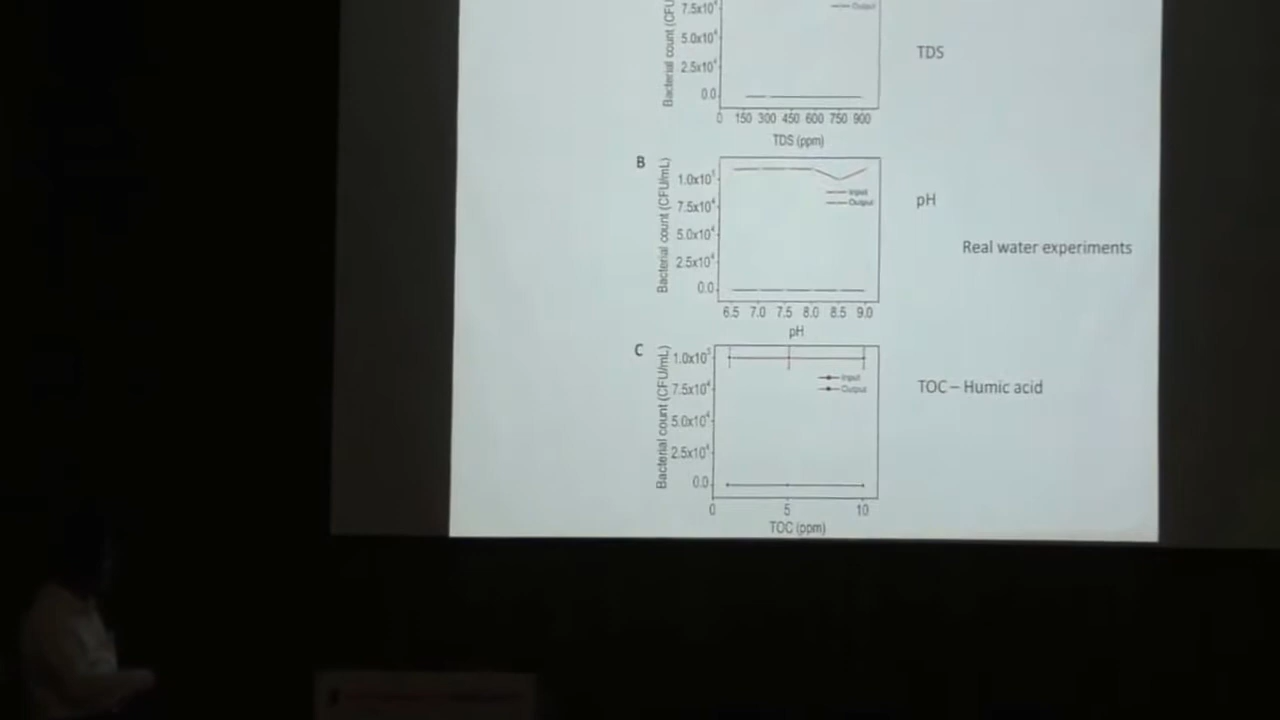 Bacterial count (CFU
7.5x10⁴
5.0x10⁴
2.5x10⁴
0.0
Output
0 150 300 450 600 750 900
TDS (ppm)
TDS
B
Bacterial count (CFU/mL)
1.0x10⁵
7.5x10⁴
5.0x10⁴
2.5x10⁴
0.0
Input
Output
6.5 7.0 7.5 8.0 8.5 9.0
pH
pH
Real water experiments
C
Bacterial count (CFU/mL)
1.0x10⁵
7.5x10⁴
5.0x10⁴
2.5x10⁴
0.0
Input
Output
0 5 10
TOC (ppm)
TOC – Humic acid